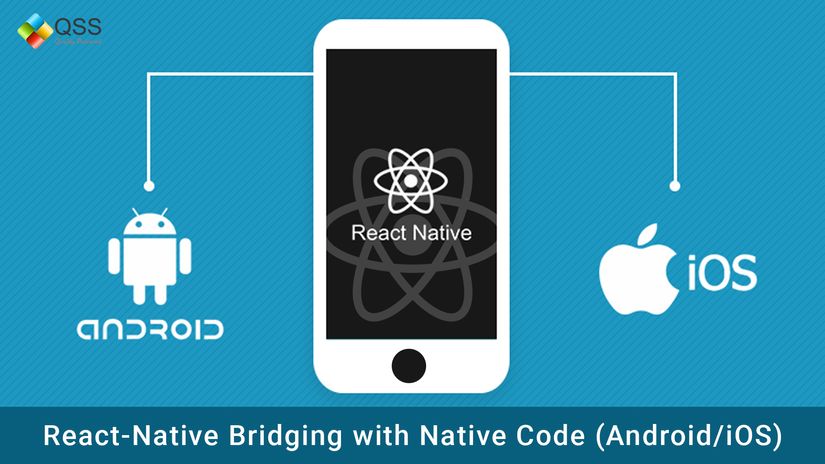 QSS
React Native
ANDROID
iOS
React-Native Bridging with Native Code (Android/iOS)